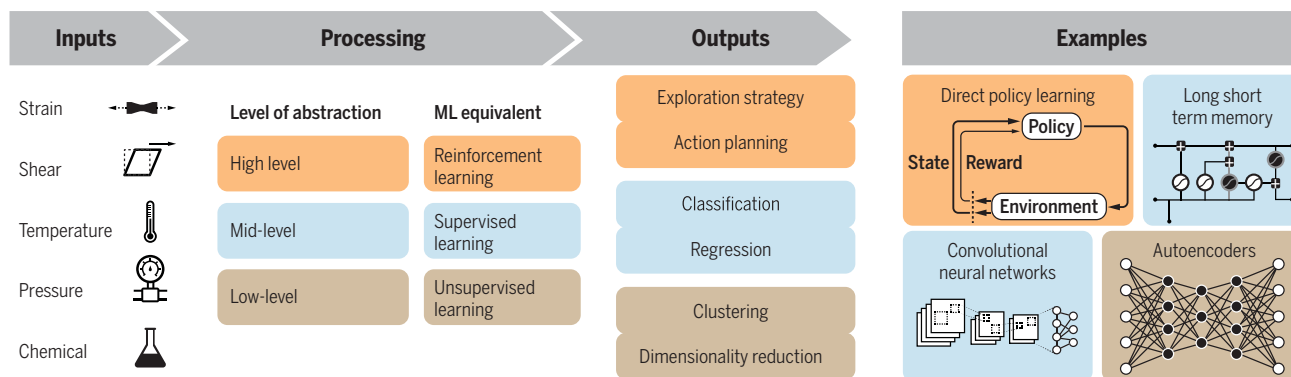 Inputs
Processing
Outputs
Examples
Strain
Shear
Temperature
Pressure
Chemical
Level of abstraction
ML equivalent
High level
Reinforcement
learning
Mid-level
Supervised
learning
Low-level
Unsupervised
learning
Exploration strategy
Action planning
Classification
Regression
Clustering
Dimensionality reduction
Direct policy learning
Policy
State
Reward
Environment
Long short
term memory
Convolutional
neural networks
Autoencoders